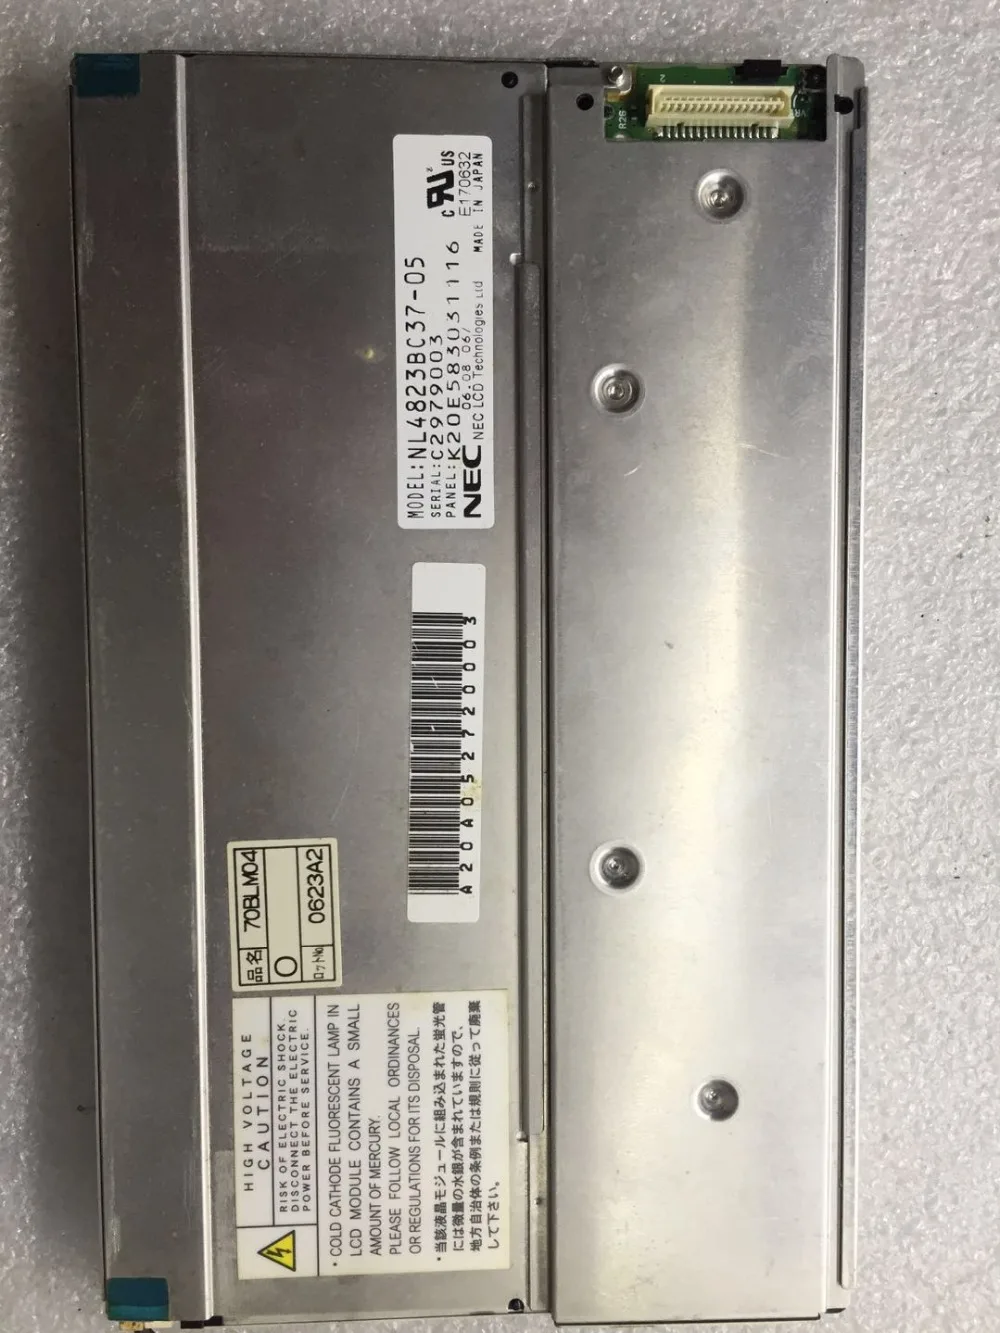 MODEL:NL4823BC37-05
SERIAL:C2979003
PANEL:K20E583031116
06.08 06/
NEC NEC LCD Technologies Ltd
c RU US
E170632
MADE IN JAPAN
A20A0527200003
品名 70BLM04
O
ロットNo 0623A2
HIGH VOLTAGE
CAUTION
RISK OF ELECTRIC SHOCK.
DISCONNECT THE ELECTRIC
POWER BEFORE SERVICE.
・COLD CATHODE FLUORESCENT LAMP IN
LCD MODULE CONTAINS A SMALL
AMOUNT OF MERCURY.
PLEASE FOLLOW LOCAL ORDINANCES
OR REGULATIONS FOR ITS DISPOSAL.
・当該液晶モジュールに組み込まれた蛍光管
には微量の水銀が含まれていますので、
地方自治体の条例または規則に従って廃棄
して下さい。
R26
2